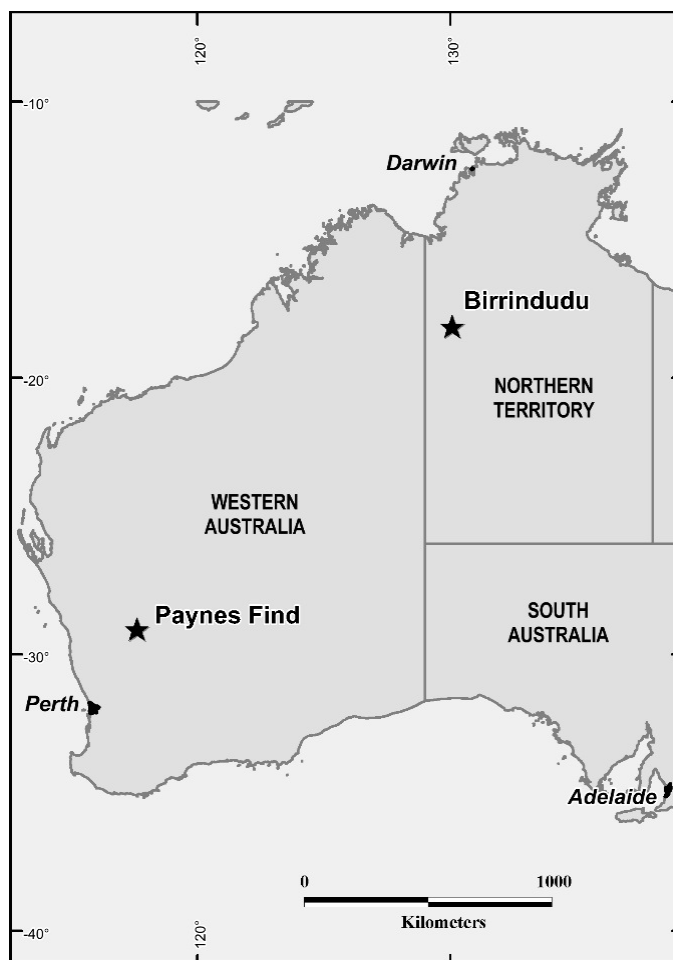 120°
130°
-10°
Darwin
Birrindudu
-20°
NORTHERN
TERRITORY
WESTERN
AUSTRALIA
Paynes Find
SOUTH
AUSTRALIA
-30°
Perth
Adelaide
0 1000
Kilometers
-40°
120°
130°